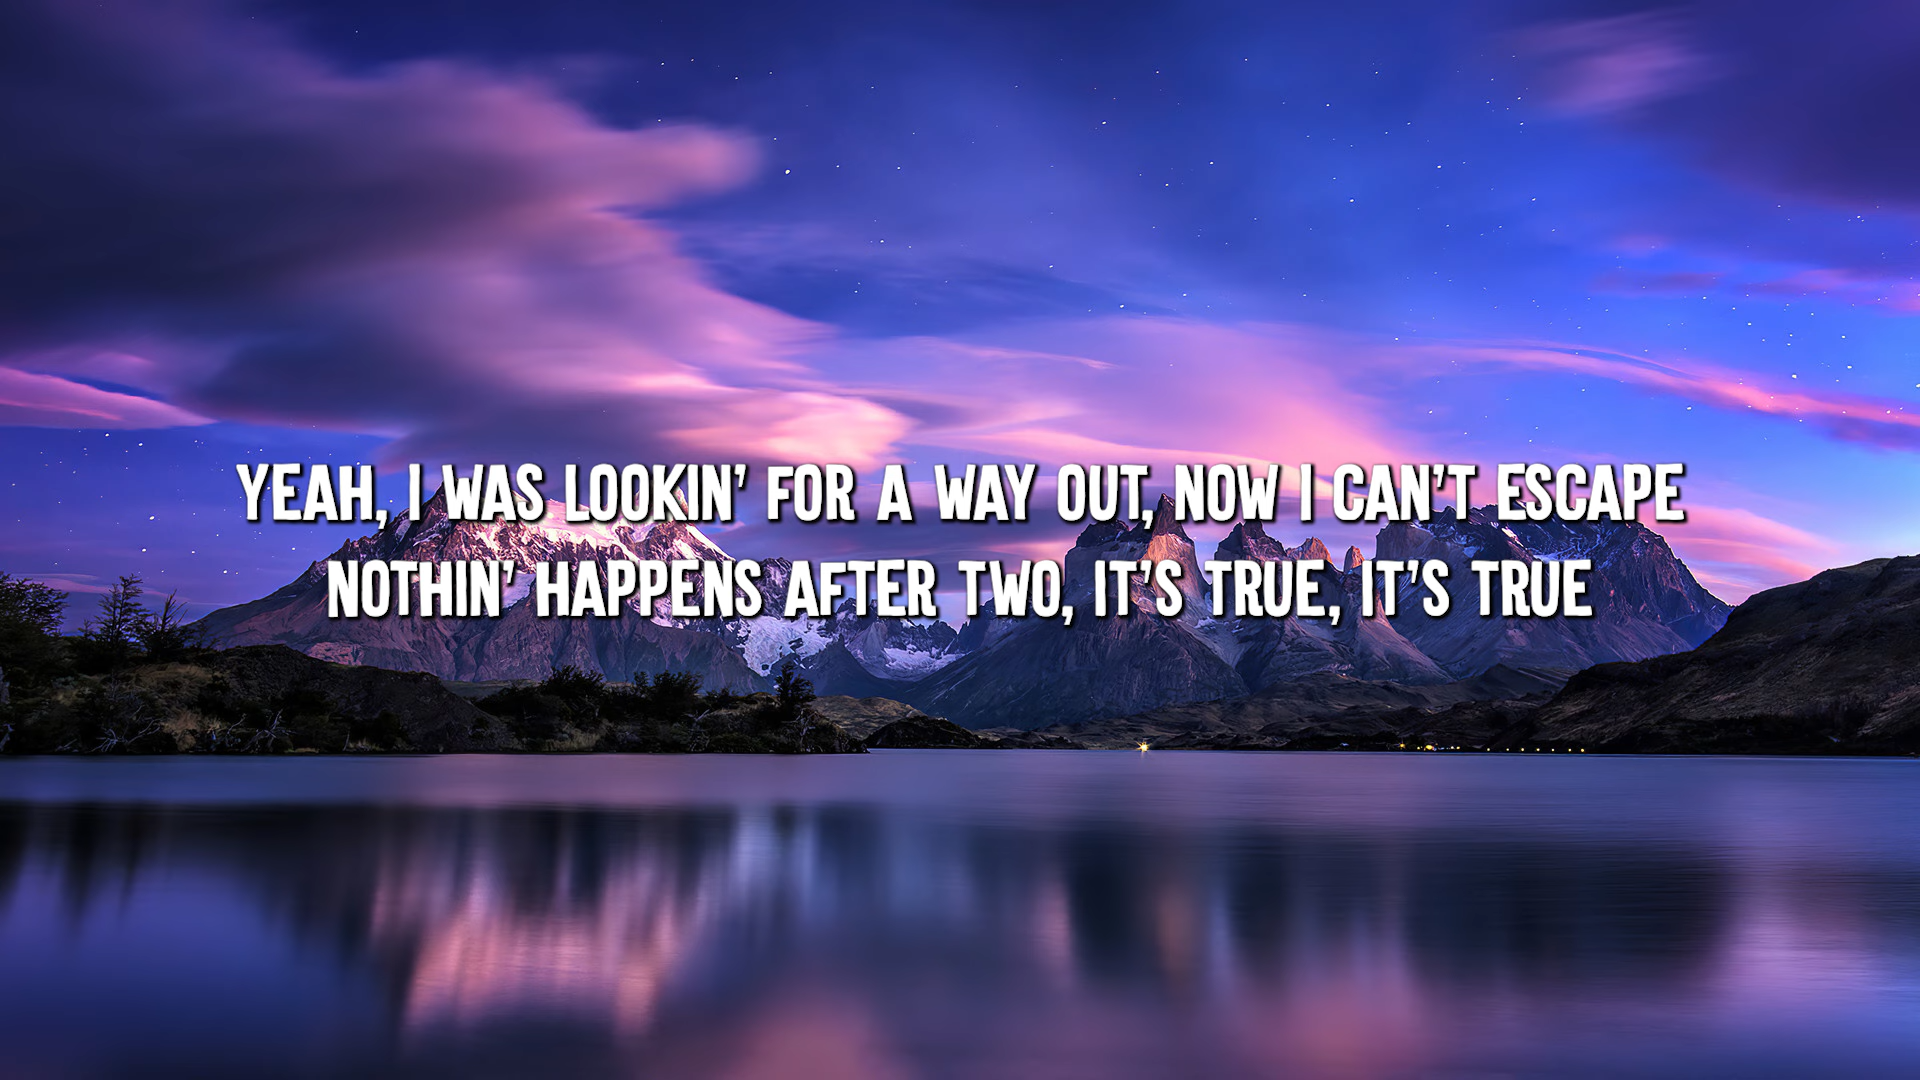 YEAH, I WAS LOOKIN' FOR A WAY OUT, NOW I CAN'T ESCAPE
NOTHIN' HAPPENS AFTER TWO, IT'S TRUE, IT'S TRUE